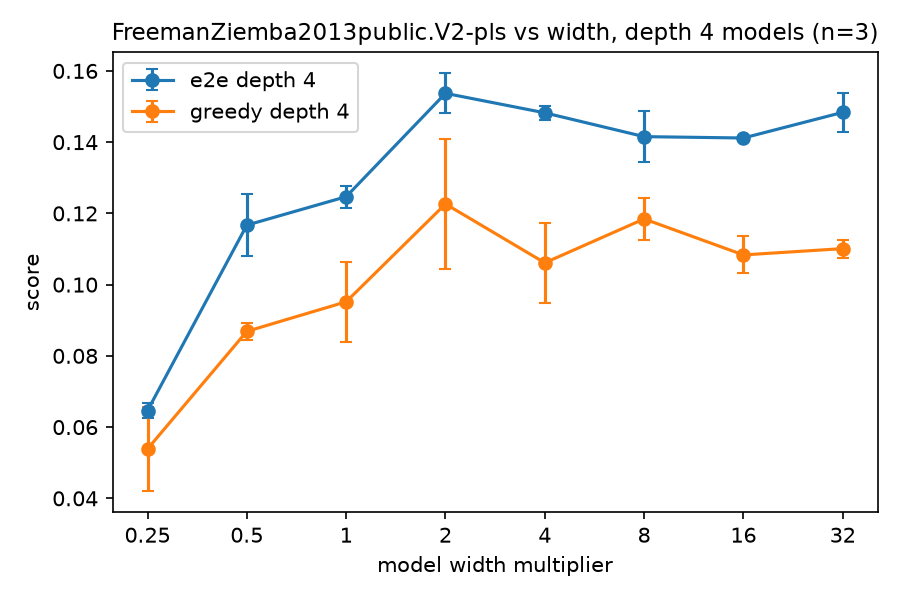 FreemanZiemba2013public.V2-pls vs width, depth 4 models (n=3)
e2e depth 4
greedy depth 4
score
0.16
0.14
0.12
0.10
0.08
0.06
0.04
0.25 0.5 1 2 4 8 16 32
model width multiplier